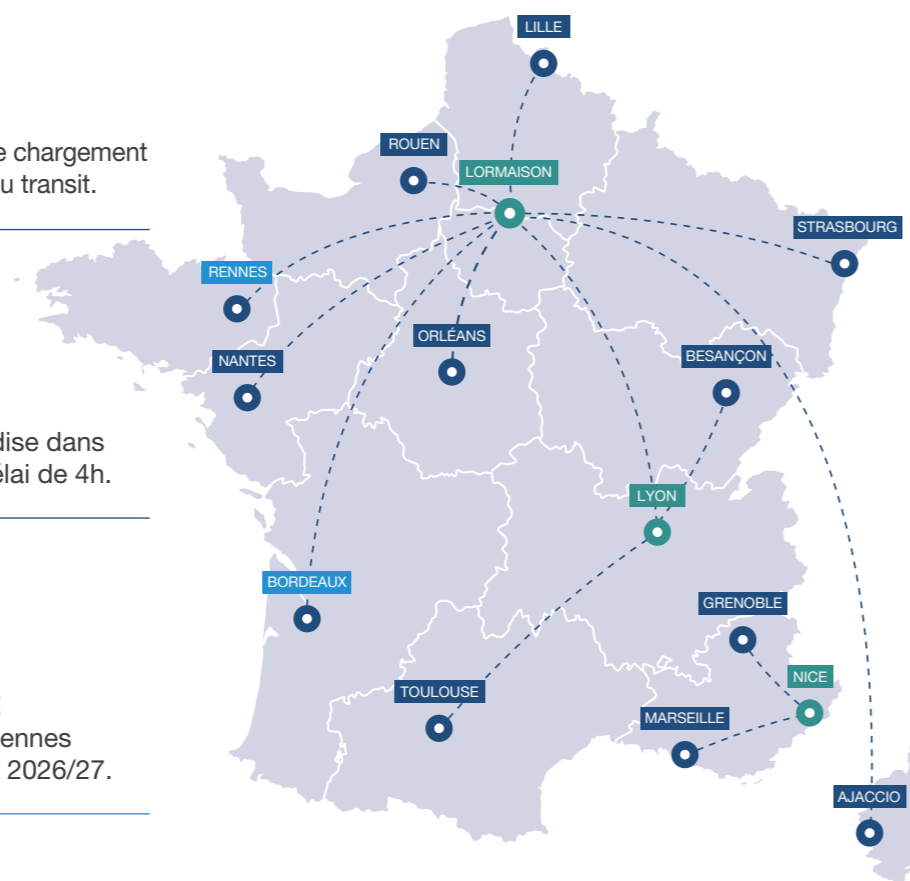 e chargement
u transit.
dise dans
élai de 4h.
ennes
2026/27.
LILLE
ROUEN
LORMAISON
STRASBOURG
RENNES
ORLÉANS
NANTES
BESANÇON
LYON
BORDEAUX
GRENOBLE
TOULOUSE
NICE
MARSEILLE
AJACCIO